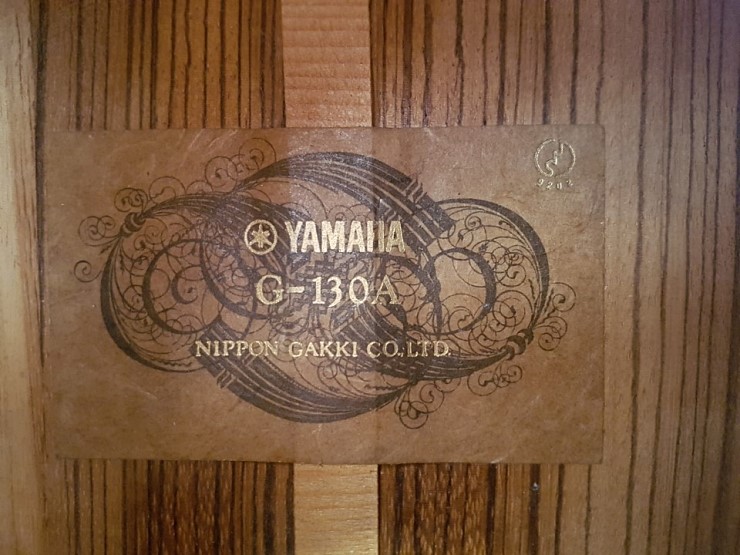 YAMAHA
G-130A
NIPPON GAKKI CO., LTD.